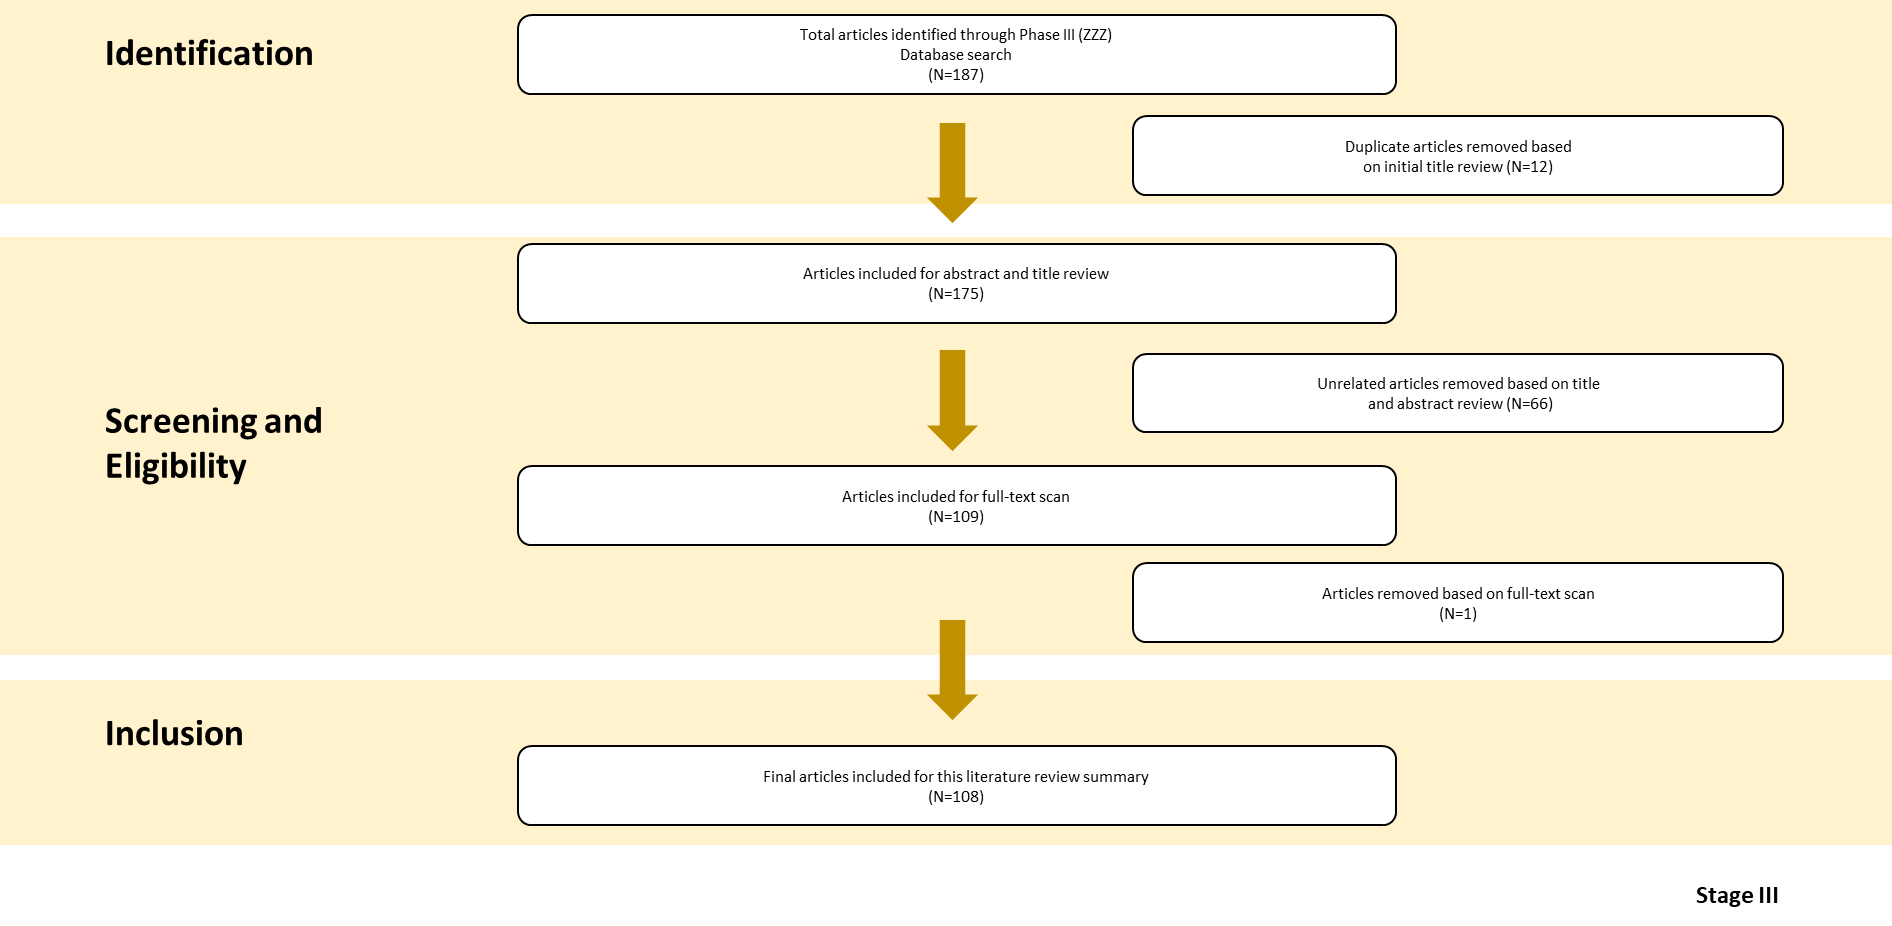 Identification
Total articles identified through Phase III (ZZZ)
Database search
(N=187)
Duplicate articles removed based
on initial title review (N=12)
Articles included for abstract and title review
(N=175)
Screening and
Eligibility
Unrelated articles removed based on title
and abstract review (N=66)
Articles included for full-text scan
(N=109)
Articles removed based on full-text scan
(N=1)
Inclusion
Final articles included for this literature review summary
(N=108)
Stage III